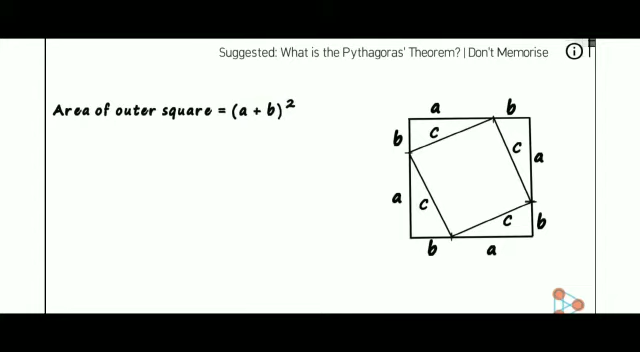 Suggested: What is the Pythagoras' Theorem? | Don't Memorise
Area of outer square = (a + b)²
a b
b c
c a
a c
c b
b a